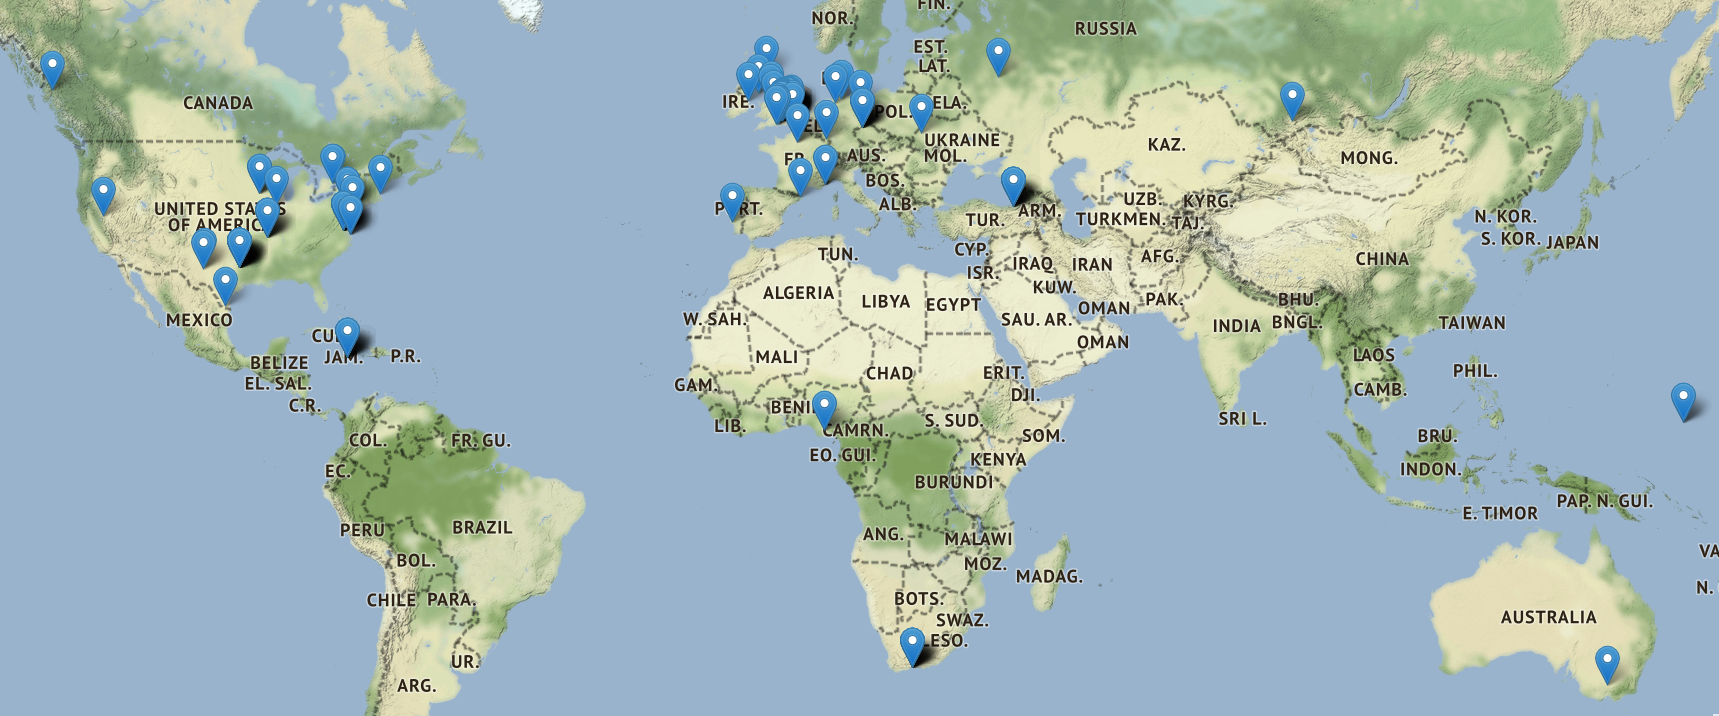 NOR.
FIN.
RUSSIA
EST.
LAT.
CANADA
IRE.
POL.
ELA.
UKRAINE
MOL.
KAZ.
MONG.
FR.
AUS.
BOS.
ALB.
UNITED STATES
OF AMERICA
PORT.
TUR.
ARM.
UZB.
KYRG.
TURKMEN.
TAJ.
N. KOR.
S. KOR.
JAPAN
TUN.
CYP.
ISR.
IRAQ
IRAN
AFG.
CHINA
KUW.
ALGERIA
LIBYA
EGYPT
OMAN
PAK.
BHU.
MEXICO
W. SAH.
SAU. AR.
INDIA
BNGL.
TAIWAN
CU
JAM.
P.R.
OMAN
BELIZE
MALI
LAOS
EL. SAL.
CHAD
ERIT.
PHIL.
GAM.
DJI.
CAMB.
C.R.
BENI
LIB.
CAMRN.
S. SUD.
SRI L.
COL.
FR. GU.
SOM.
BRU.
EQ. GUI.
KENYA
INDON.
EC.
BURUNDI
PAP. N. GUI.
E. TIMOR
PERU
BRAZIL
ANG.
MALAWI
VA
BOL.
MOZ.
MADAG.
N.
CHILE
PARA.
BOTS.
SWAZ.
AUSTRALIA
LESO.
UR.
ARG.